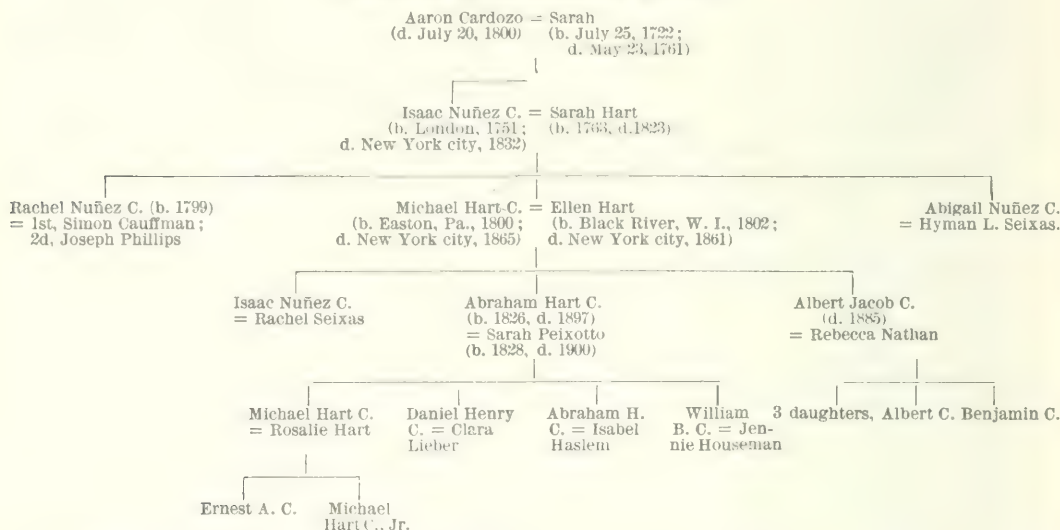 Aaron Cardozo = Sarah
(d. July 20, 1800) (b. July 25, 1722;
d. May 23, 1761)
Isaac Nuñez C. = Sarah Hart
(b. London, 1751; (b. 1763, d.1823)
d. New York city, 1832)
Rachel Nuñez C. (b. 1799)
= 1st, Simon Cauffman;
2d, Joseph Phillips
Michael Hart C. = Ellen Hart
(b. Easton, Pa., 1800; (b. Black River, W. I., 1802;
d. New York city, 1865) d. New York city, 1861)
Abigail Nuñez C.
= Hyman L. Seixas.
Isaac Nuñez C.
= Rachel Seixas
Abraham Hart C.
(b. 1826, d. 1897)
= Sarah Peixotto
(b. 1828, d. 1900)
Albert Jacob C.
(d. 1885)
= Rebecca Nathan
Michael Hart C.
= Rosalie Hart
Daniel Henry
C. = Clara
Lieber
Abraham H.
C. = Isabel
Haslem
William
B. C. = Jen-
nie Houseman
3 daughters, Albert C. Benjamin C.
Ernest A. C.
Michael
Hart C., Jr.